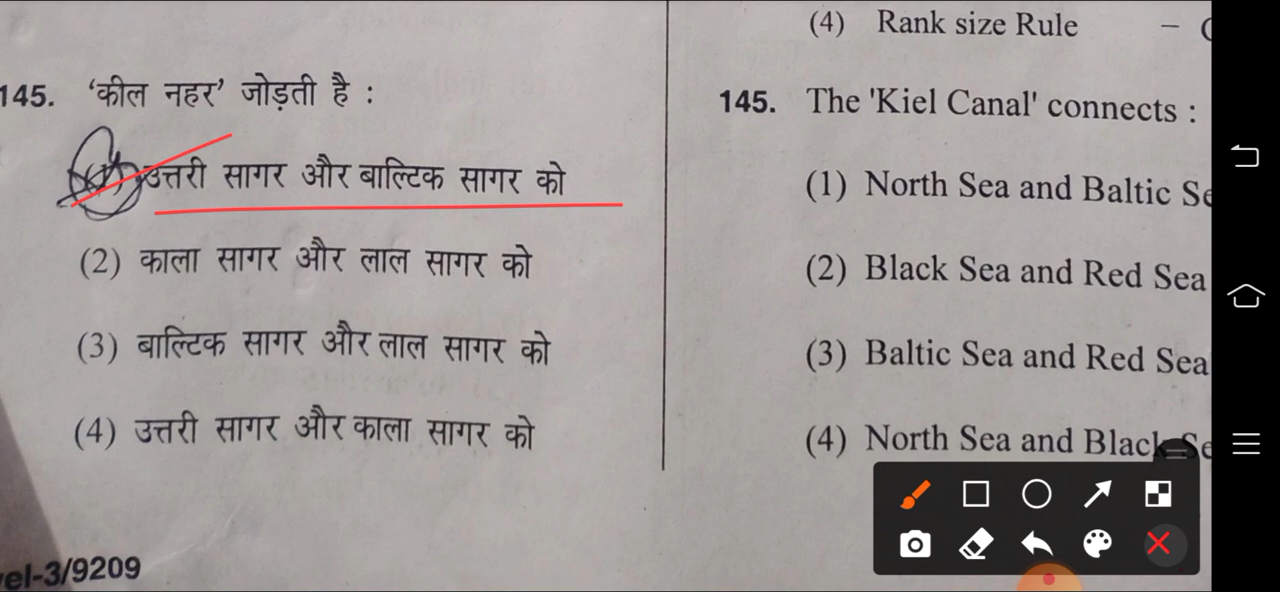 (4) Rank size Rule –
145. 'कील नहर' जोड़ती है :
उत्तरी सागर और बाल्टिक सागर को
(2) काला सागर और लाल सागर को
(3) बाल्टिक सागर और लाल सागर को
(4) उत्तरी सागर और काला सागर को
el-3/9209
145. The 'Kiel Canal' connects :
(1) North Sea and Baltic Se
(2) Black Sea and Red Sea
(3) Baltic Sea and Red Sea
(4) North Sea and Black Se